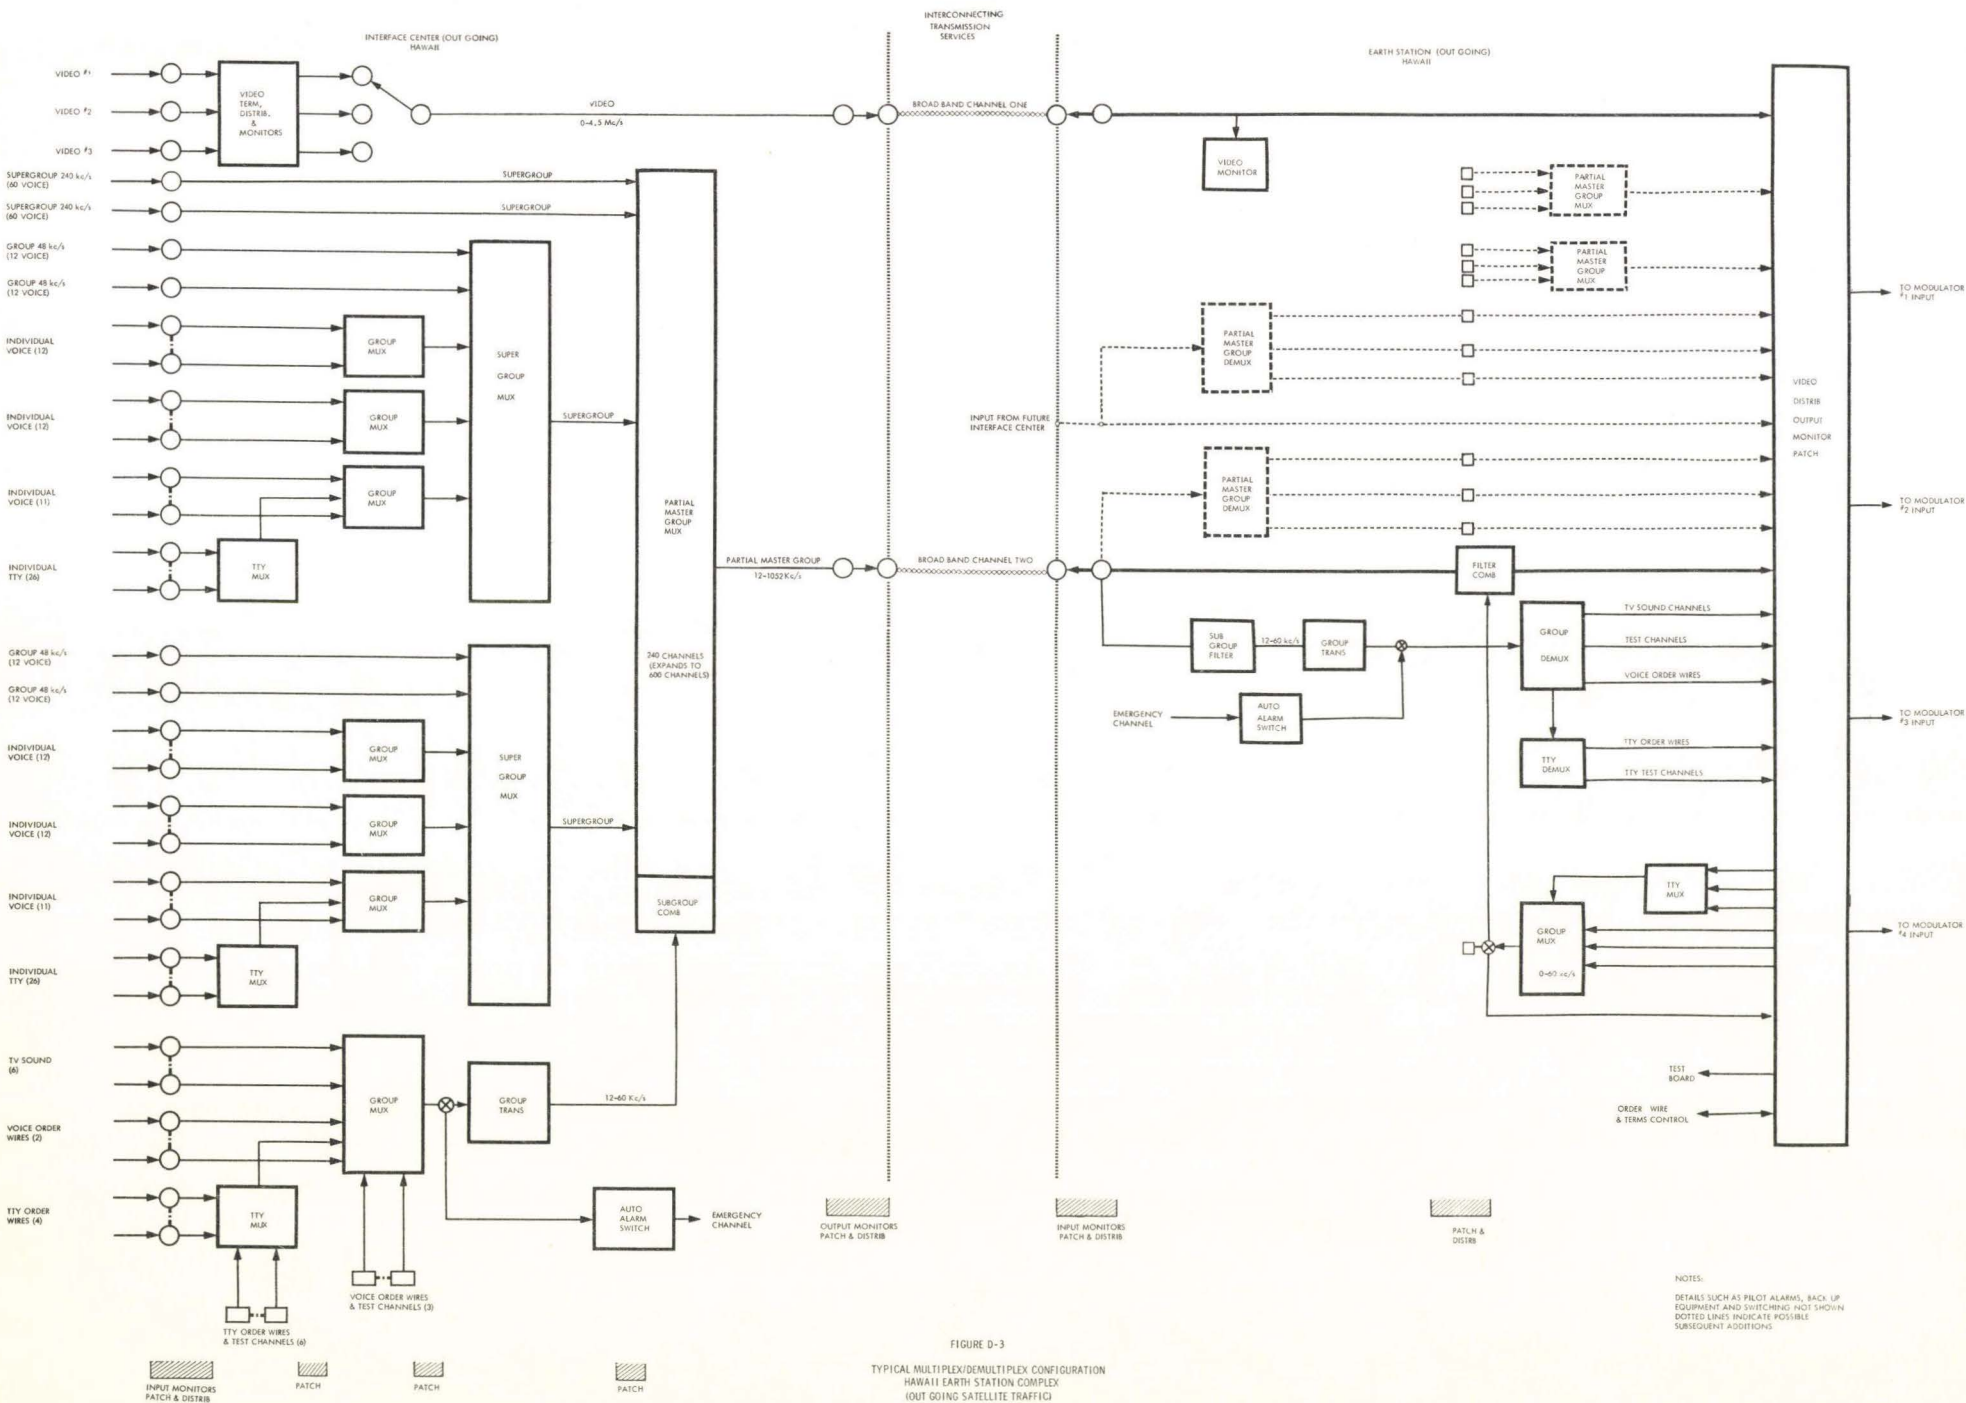 INTERCONNECTING
TRANSMISSION
SERVICES
INTERFACE CENTER (OUT GOING)
HAWAII
EARTH STATION (OUT GOING)
HAWAII
VIDEO #1
VIDEO #2
VIDEO #3
VIDEO
TERM,
DISTRIB,
&
MONITORS
VIDEO
0-4.5 Mc/s
BROAD BAND CHANNEL ONE
VIDEO
MONITOR
SUPERGROUP 240 kc/s
(60 VOICE)
SUPERGROUP
SUPERGROUP 240 kc/s
(60 VOICE)
SUPERGROUP
GROUP 48 kc/s
(12 VOICE)
GROUP 48 kc/s
(12 VOICE)
INDIVIDUAL
VOICE (12)
GROUP
MUX
INDIVIDUAL
VOICE (12)
GROUP
MUX
INDIVIDUAL
VOICE (11)
GROUP
MUX
INDIVIDUAL
TTY (26)
TTY
MUX
SUPER
GROUP
MUX
SUPERGROUP
GROUP 48 kc/s
(12 VOICE)
GROUP 48 kc/s
(12 VOICE)
INDIVIDUAL
VOICE (12)
GROUP
MUX
INDIVIDUAL
VOICE (12)
GROUP
MUX
INDIVIDUAL
VOICE (11)
GROUP
MUX
INDIVIDUAL
TTY (26)
TTY
MUX
SUPER
GROUP
MUX
SUPERGROUP
PARTIAL
MASTER
GROUP
MUX
240 CHANNELS
(EXPANDS TO
600 CHANNELS)
SUBGROUP
COMB
PARTIAL MASTER GROUP
12-1052 Kc/s
BROAD BAND CHANNEL TWO
TV SOUND
(6)
VOICE ORDER
WIRES (2)
TTY ORDER
WIRES (4)
TTY
MUX
GROUP
MUX
GROUP
TRANS
12-60 Kc/s
AUTO
ALARM
SWITCH
EMERGENCY
CHANNEL
VOICE ORDER WIRES
& TEST CHANNELS (3)
TTY ORDER WIRES
& TEST CHANNELS (6)
INPUT MONITORS
PATCH & DISTRIB
PATCH
PATCH
PATCH
OUTPUT MONITORS
PATCH & DISTRIB
INPUT MONITORS
PATCH & DISTRIB
PATCH &
DISTRIB
PARTIAL
MASTER
GROUP
MUX
PARTIAL
MASTER
GROUP
MUX
PARTIAL
MASTER
GROUP
DEMUX
INPUT FROM FUTURE
INTERFACE CENTER
PARTIAL
MASTER
GROUP
DEMUX
FILTER
COMB
SUB
GROUP
FILTER
12-60 kc/s
GROUP
TRANS
GROUP
DEMUX
TV SOUND CHANNELS
TEST CHANNELS
VOICE ORDER WIRES
EMERGENCY
CHANNEL
AUTO
ALARM
SWITCH
TTY
DEMUX
TTY ORDER WIRES
TTY TEST CHANNELS
TTY
MUX
GROUP
MUX
0-60 kc/s
TEST
BOARD
ORDER WIRE
& TERMS CONTROL
VIDEO
DISTRIB
OUTPUT
MONITOR
PATCH
TO MODULATOR
#1 INPUT
TO MODULATOR
#2 INPUT
TO MODULATOR
#3 INPUT
TO MODULATOR
#4 INPUT
NOTES:
DETAILS SUCH AS PILOT ALARMS, BACK UP
EQUIPMENT AND SWITCHING NOT SHOWN
DOTTED LINES INDICATE POSSIBLE
SUBSEQUENT ADDITIONS
FIGURE D-3
TYPICAL MULTIPLEX/DEMULTIPLEX CONFIGURATION
HAWAII EARTH STATION COMPLEX
(OUT GOING SATELLITE TRAFFIC)